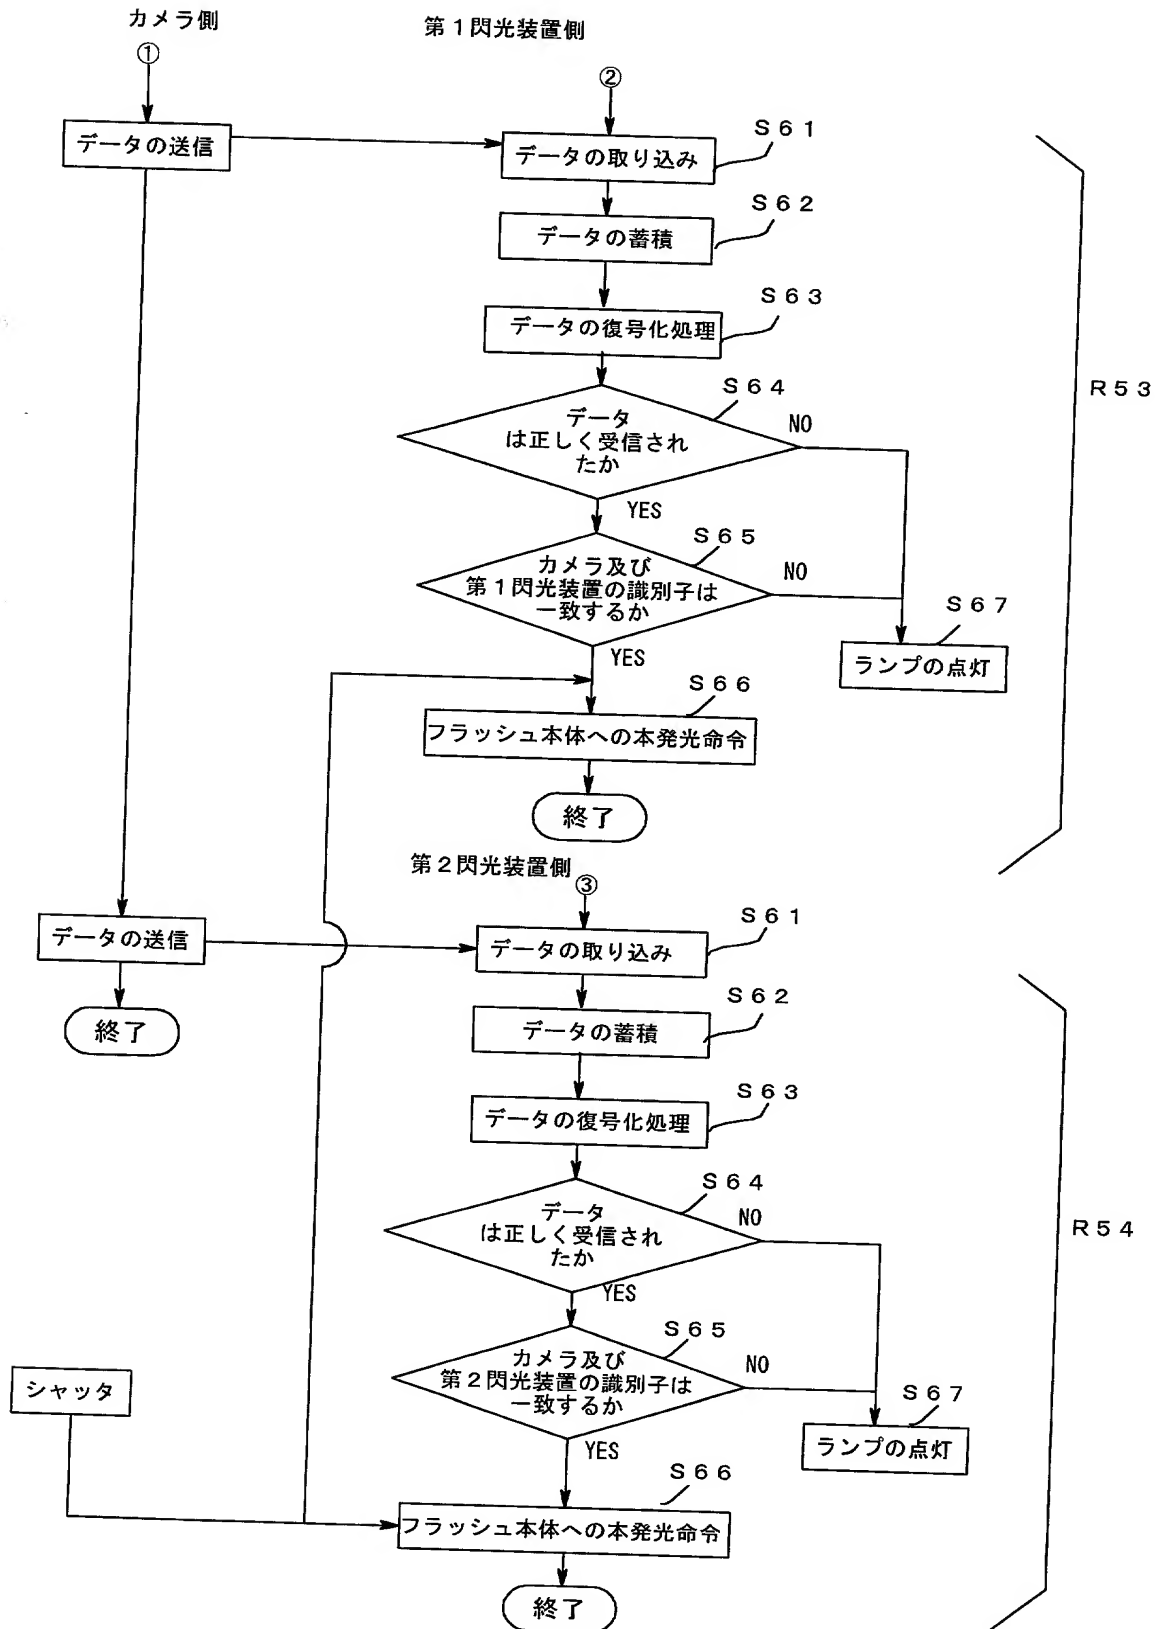 カメラ側
①
第1閃光装置側
②
データの送信
データの取り込み
S61
データの蓄積
S62
データの復号化処理
S63
データ
は正しく受信され
たか
S64
NO
YES
カメラ及び
第1閃光装置の識別子は
一致するか
S65
NO
YES
ランプの点灯
S67
フラッシュ本体への本発光命令
S66
終了
R53
第2閃光装置側
③
データの送信
終了
データの取り込み
S61
データの蓄積
S62
データの復号化処理
S63
データ
は正しく受信され
たか
S64
NO
YES
カメラ及び
第2閃光装置の識別子は
一致するか
S65
NO
YES
ランプの点灯
S67
シャッタ
フラッシュ本体への本発光命令
S66
終了
R54